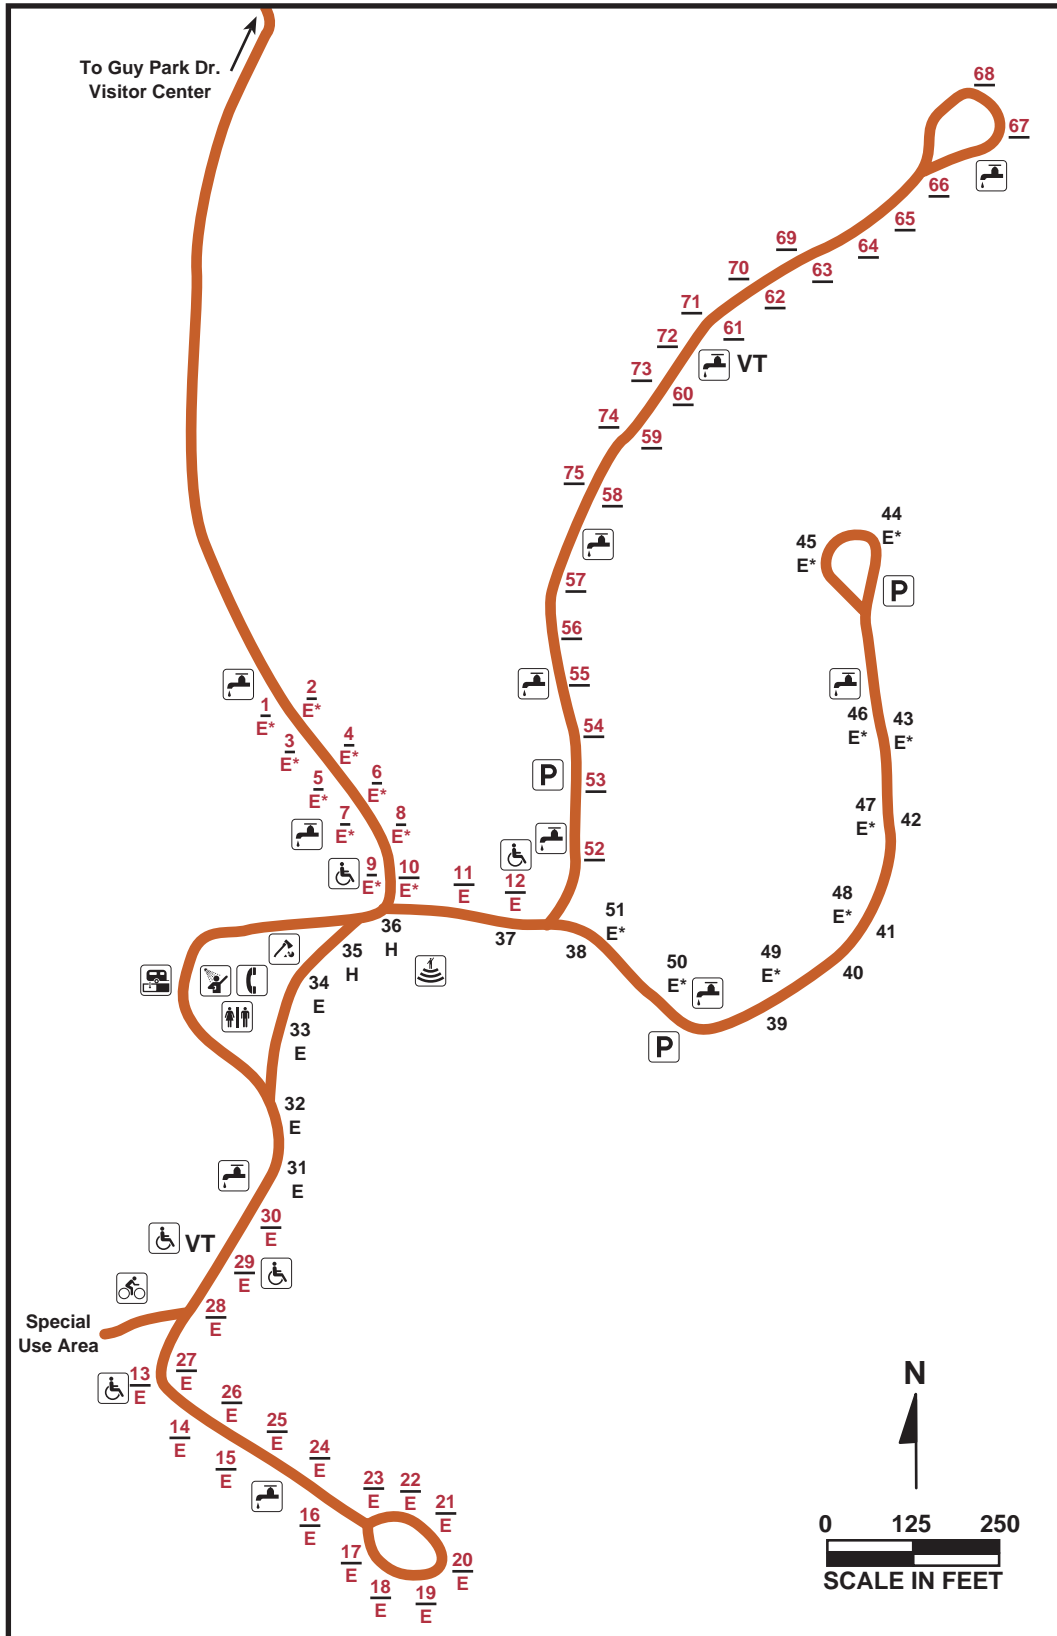 To Guy Park Dr.
Visitor Center
68
67
66
65
64
69
63
70
62
71
61
72
VT
73
60
74
59
75
58
57
56
55
54
53
52
44
E*
45
E*
P
46
E*
43
E*
47
E*
42
48
E*
41
49
E*
40
39
50
E*
P
51
E*
38
37
P
2
E*
1
E*
3
E*
4
E*
5
E*
6
E*
7
E*
8
E*
9
E*
10
E*
11
E
12
E
36
H
35
H
34
E
33
E
32
E
31
E
30
E
VT
29
E
28
E
Special
Use Area
27
E
13
E
26
E
14
E
25
E
15
E
24
E
16
E
23
E
22
E
21
E
17
E
20
E
18
E
19
E
N
0 125 250
SCALE IN FEET